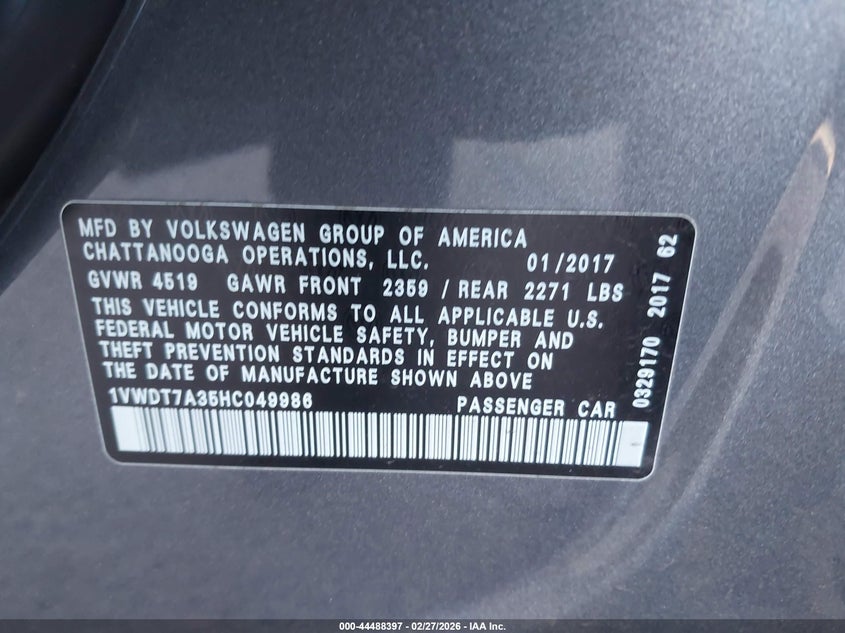 MFD BY VOLKSWAGEN GROUP OF AMERICA
CHATTANOOGA OPERATIONS, LLC. 01/2017
GVWR 4519 GAWR FRONT 2359 / REAR 2271 LBS
THIS VEHICLE CONFORMS TO ALL APPLICABLE U.S.
FEDERAL MOTOR VEHICLE SAFETY, BUMPER AND
THEFT PREVENTION STANDARDS IN EFFECT ON
THE DATE OF MANUFACTURE SHOWN ABOVE
1VWDT7A35HC049986 PASSENGER CAR
0329170 2017 62
000-44488397 | 02/27/2026 | IAA Inc.